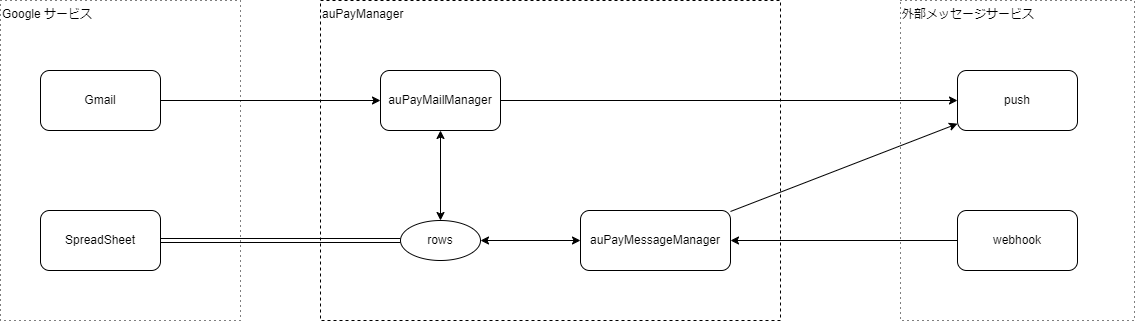 Google サービス
auPayManager
外部メッセージサービス
Gmail
auPayMailManager
push
SpreadSheet
rows
auPayMessageManager
webhook